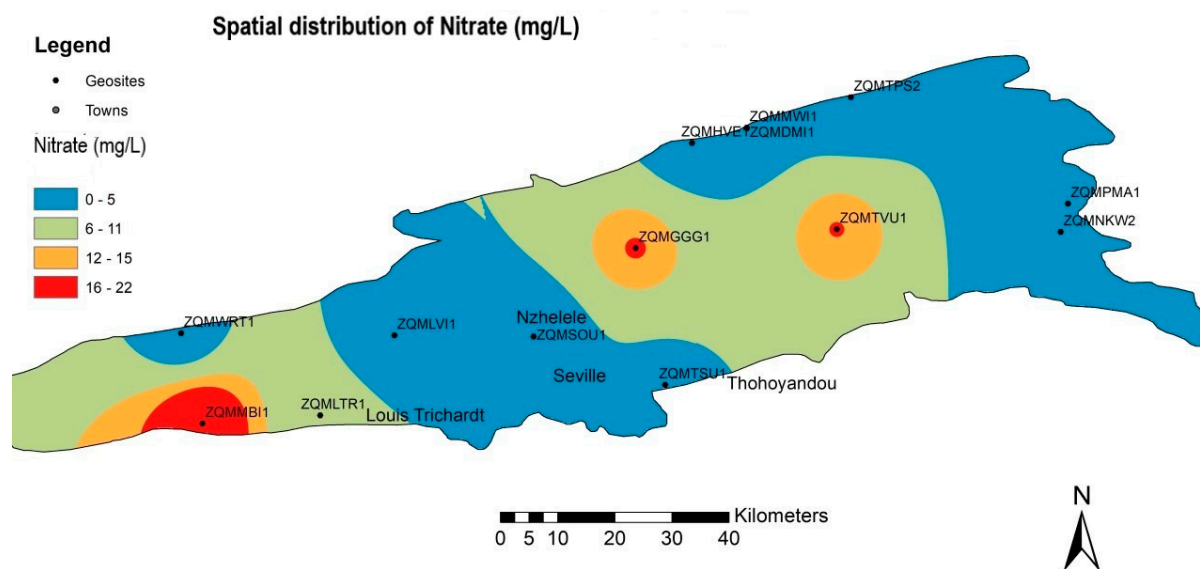 Spatial distribution of Nitrate (mg/L)
Legend
Geosites
Towns
Nitrate (mg/L)
0 - 5
6 - 11
12 - 15
16 - 22
ZQMTPS2
ZQMMWI1
ZQMHVE1
ZQMDMI1
ZQMPMA1
ZQMNKW2
ZQMTVU1
ZQMGGG1
ZQMWRT1
ZQMLVI1
Nzhelele
ZQMSOU1
Seville
ZQMTSU1
Thohoyandou
ZQMMBI1
ZQMLTR1
Louis Trichardt
N
Kilometers
0 5 10 20 30 40